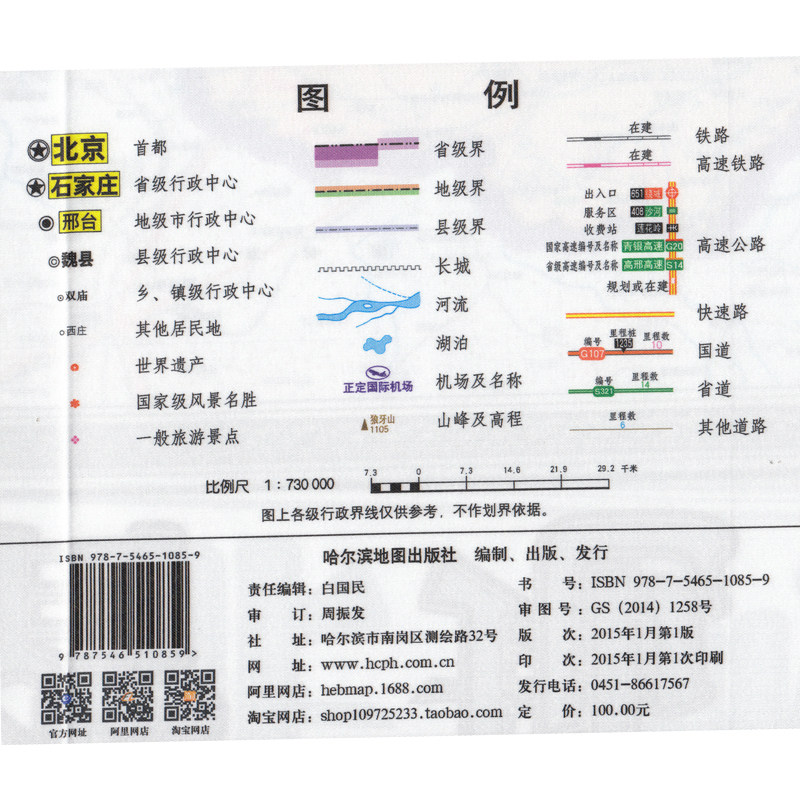 图 例
北京 首都
石家庄 省级行政中心
邢台 地级市行政中心
魏县 县级行政中心
双庙 乡、镇级行政中心
西庄 其他居民地
世界遗产
国家级风景名胜
一般旅游景点
省级界
地级界
县级界
长城
河流
湖泊
正定国际机场 机场及名称
狼牙山
1105
山峰及高程
在建 铁路
在建 高速铁路
出入口 851
服务区 408 沙河
收费站 莲花岭
国家高速编号及名称 青银高速 G20
高速公路
省级高速编号及名称 高邢高速 S14
规划或在建
快速路
编号 里程桩 里程数
G107 1235 10
国道
编号 里程数
S321 14
省道
里程数
6
其他道路
7.3 0 7.3 14.6 21.9 29.2 千米
比例尺 1：730 000
图上各级行政界线仅供参考，不作划界依据。
ISBN 978-7-5465-1085-9
9 787546 510859 >
官方网址 阿里网店 淘宝网店
哈尔滨地图出版社 编制、出版、发行
责任编辑：白国民
审 订：周振发
社 址：哈尔滨市南岗区测绘路32号
网 址：www.hcph.com.cn
阿里网店：hebmap.1688.com
淘宝网店：shop109725233.taobao.com
书 号：ISBN 978-7-5465-1085-9
审 图 号：GS（2014）1258号
版 次：2015年1月第1版
印 次：2015年1月第1次印刷
发行电话：0451-86617567
定 价：100.00元